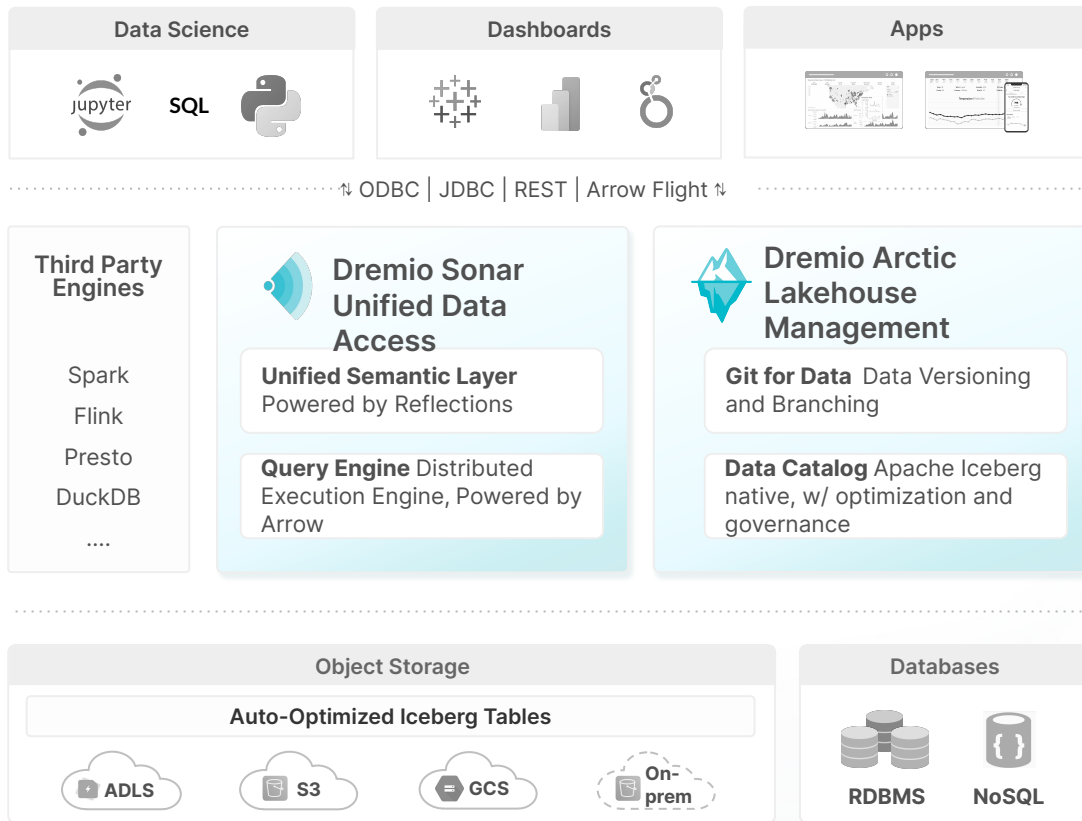 Data Science
Dashboards
Apps
jupyter
SQL
⇅ ODBC | JDBC | REST | Arrow Flight ⇅
Third Party
Engines
Spark
Flink
Presto
DuckDB
....
Dremio Sonar
Unified Data
Access
Unified Semantic Layer
Powered by Reflections
Query Engine Distributed
Execution Engine, Powered by
Arrow
Dremio Arctic
Lakehouse
Management
Git for Data Data Versioning
and Branching
Data Catalog Apache Iceberg
native, w/ optimization and
governance
Object Storage
Auto-Optimized Iceberg Tables
ADLS
S3
GCS
On-
prem
Databases
{ }
RDBMS
NoSQL